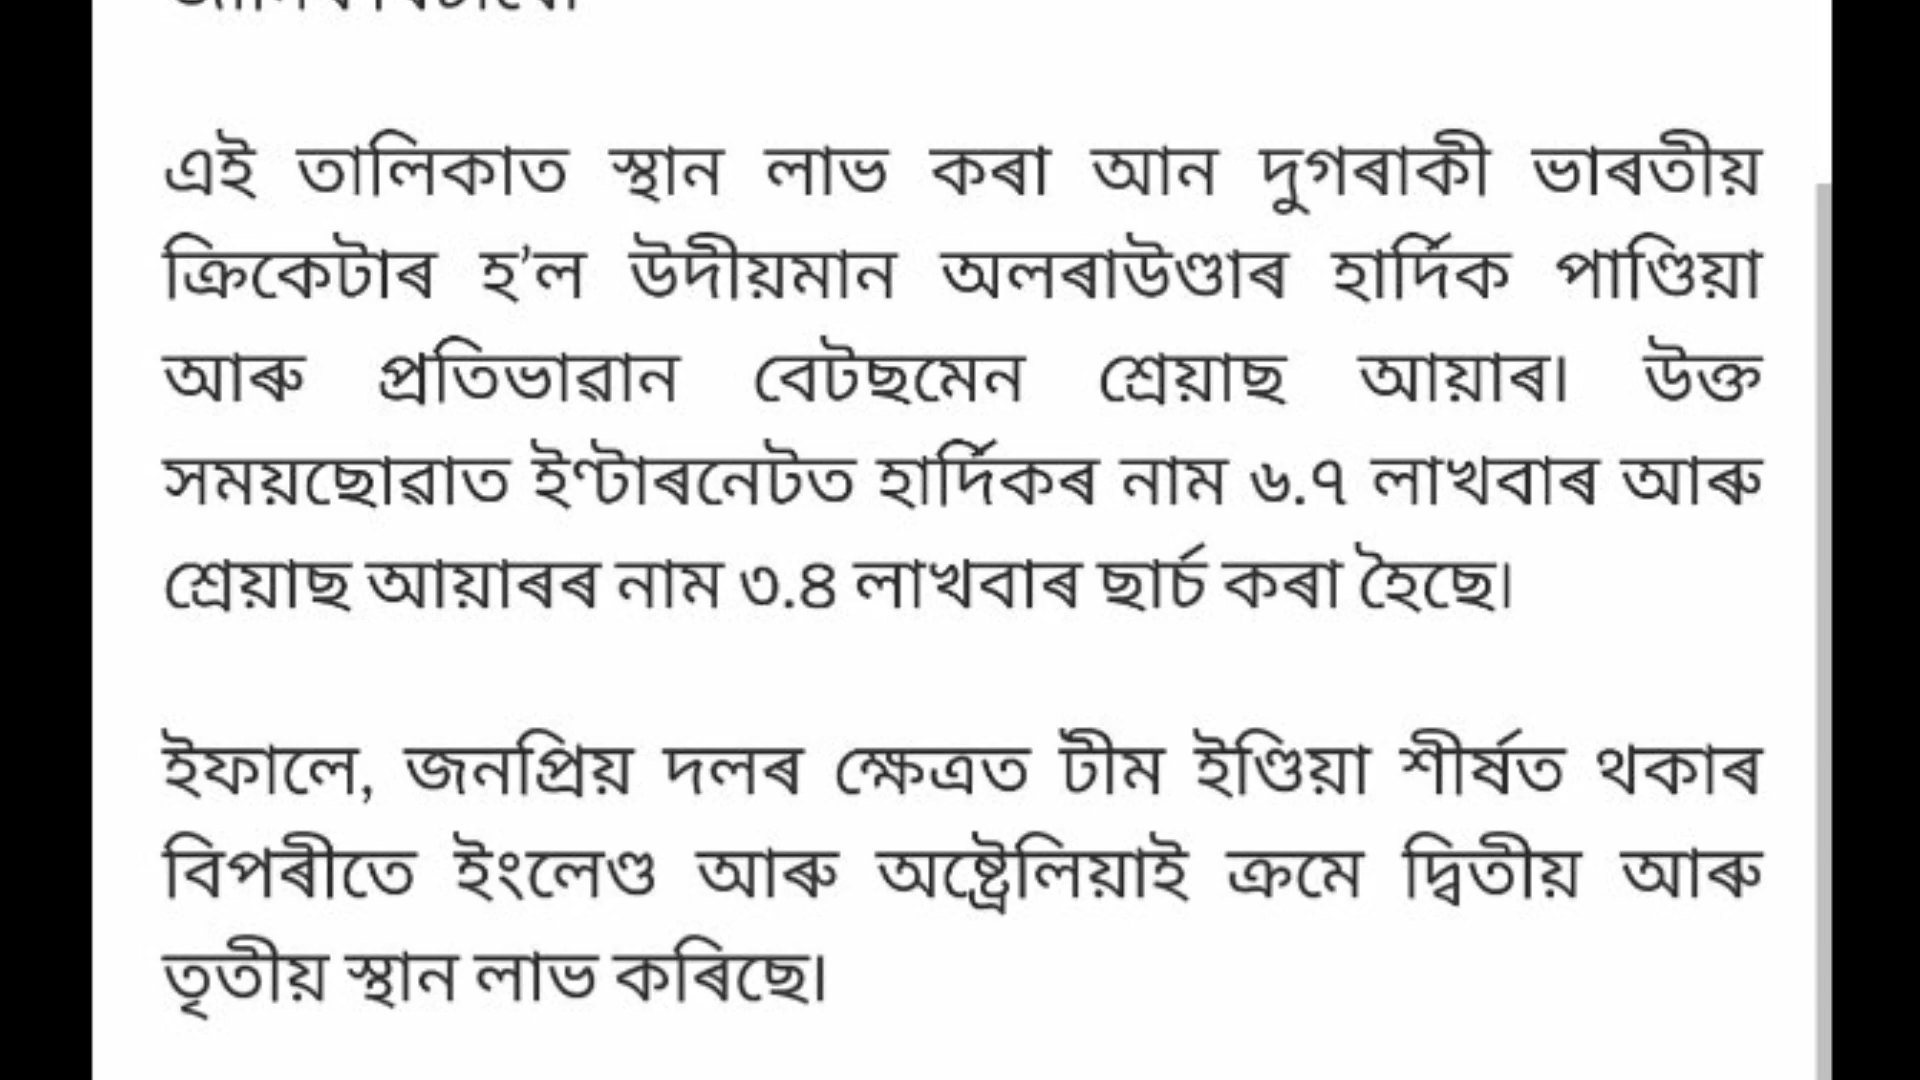 এই তালিকাত স্থান লাভ কৰা আন দুগৰাকী ভাৰতীয়
ক্ৰিকেটাৰ হ’ল উদীয়মান অলৰাউণ্ডাৰ হাৰ্দিক পাণ্ডিয়া
আৰু প্ৰতিভাৱান বেটছমেন শ্ৰেয়াছ আয়াৰ। উক্ত
সময়ছোৱাত ইণ্টাৰনেটত হাৰ্দিকৰ নাম ৬.৭ লাখবাৰ আৰু
শ্ৰেয়াছ আয়াৰৰ নাম ৩.৪ লাখবাৰ ছাৰ্চ কৰা হৈছে।
ইফালে, জনপ্ৰিয় দলৰ ক্ষেত্ৰত টীম ইণ্ডিয়া শীৰ্ষত থকাৰ
বিপৰীতে ইংলেণ্ড আৰু অষ্ট্ৰেলিয়াই ক্ৰমে দ্বিতীয় আৰু
তৃতীয় স্থান লাভ কৰিছে।